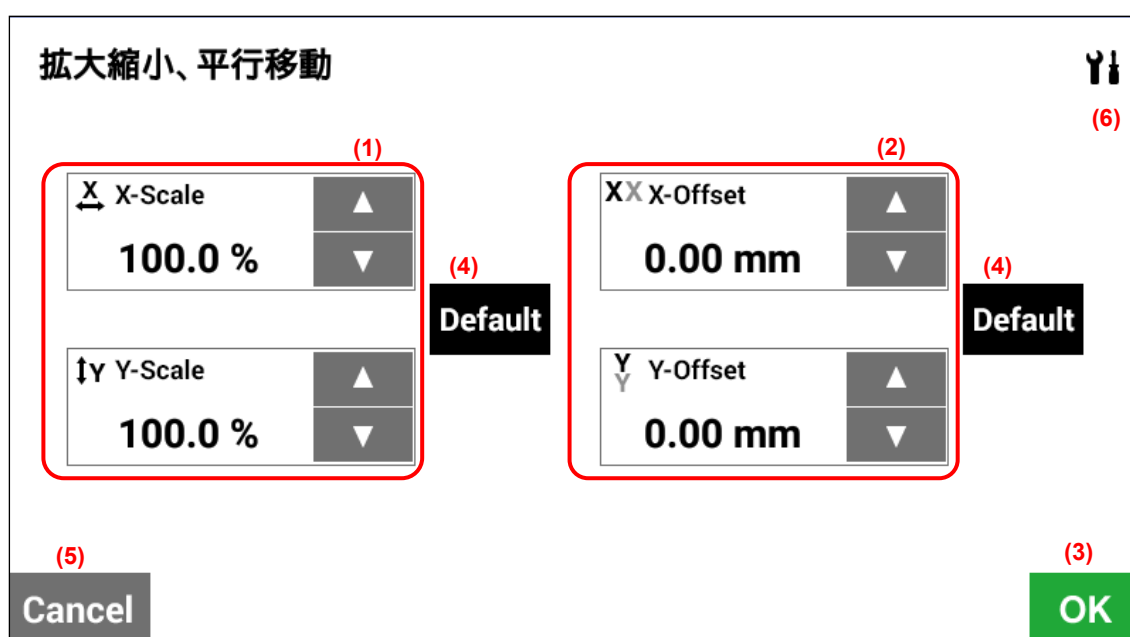 拡大縮小、平行移動
(6)
(1)
(2)
X X-Scale
100.0 %
XX X-Offset
0.00 mm
(4)
Default
(4)
Default
Y Y-Scale
100.0 %
Y Y Y-Offset
0.00 mm
(5)
Cancel
(3)
OK